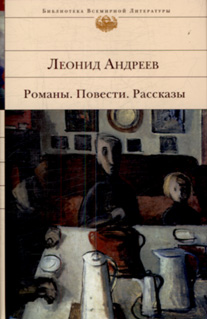 Библиотека Всемирной Литературы
Леонид Андреев
Романы. Повести. Рассказы